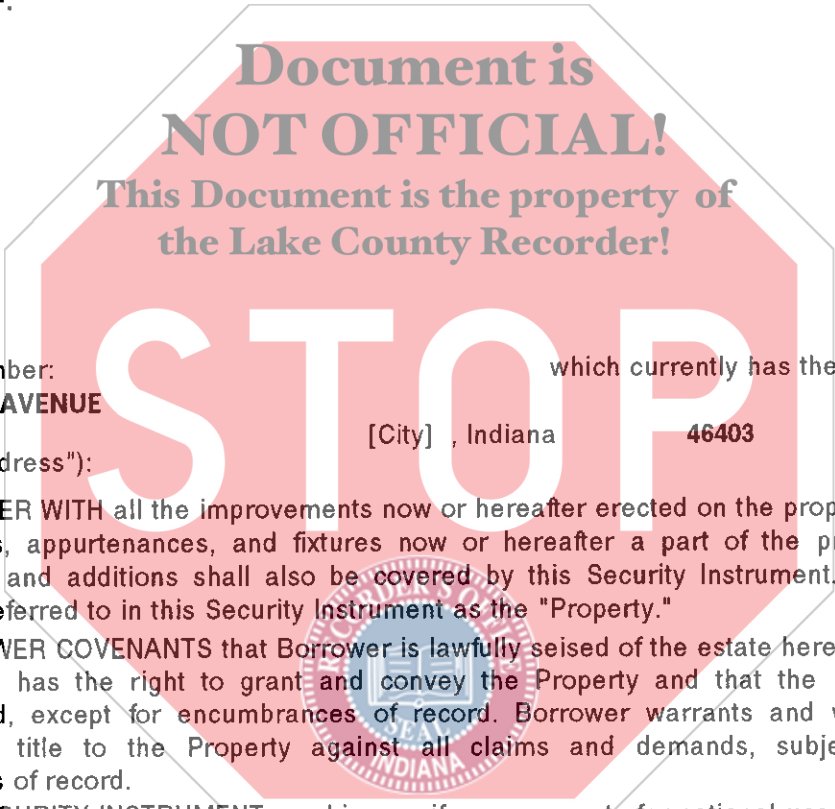 Document is
NOT OFFICIAL!
This Document is the property of
the Lake County Recorder!
STOP
which currently has the
AVENUE
[City] , Indiana 46403
dress"):
ER WITH all the improvements now or hereafter erected on the prop
, appurtenances, and fixtures now or hereafter a part of the p
and additions shall also be covered by this Security Instrument.
eferred to in this Security Instrument as the "Property."
WER COVENANTS that Borrower is lawfully seised of the estate here
has the right to grant and convey the Property and that the
d, except for encumbrances of record. Borrower warrants and
title to the Property against all claims and demands, subje
of record.
RECORDER'S OF
SEAL
INDIANA